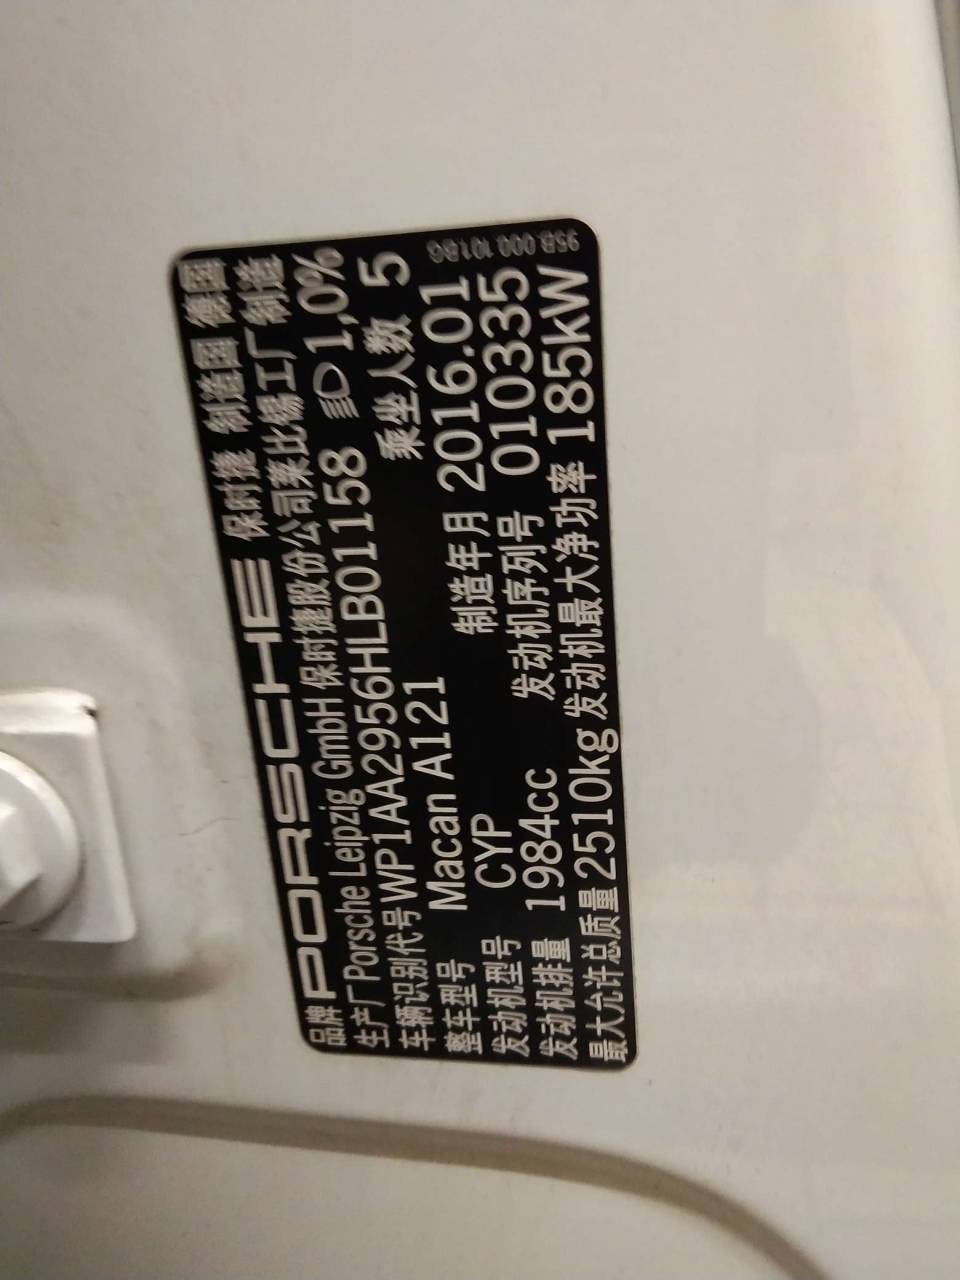 95B.000.101BG
品牌 PORSCHE 保时捷 制造国 德国
生产厂 Porsche Leipzig GmbH 保时捷股份公司莱比锡工厂制造
车辆识别代号 WP1AA2956HLB01158 1,0%
整车型号 Macan A121 乘坐人数 5
发动机型号 CYP 制造年月 2016.01
发动机排量 1984cc 发动机序列号 010335
最大允许总质量 2510kg 发动机最大净功率 185kW